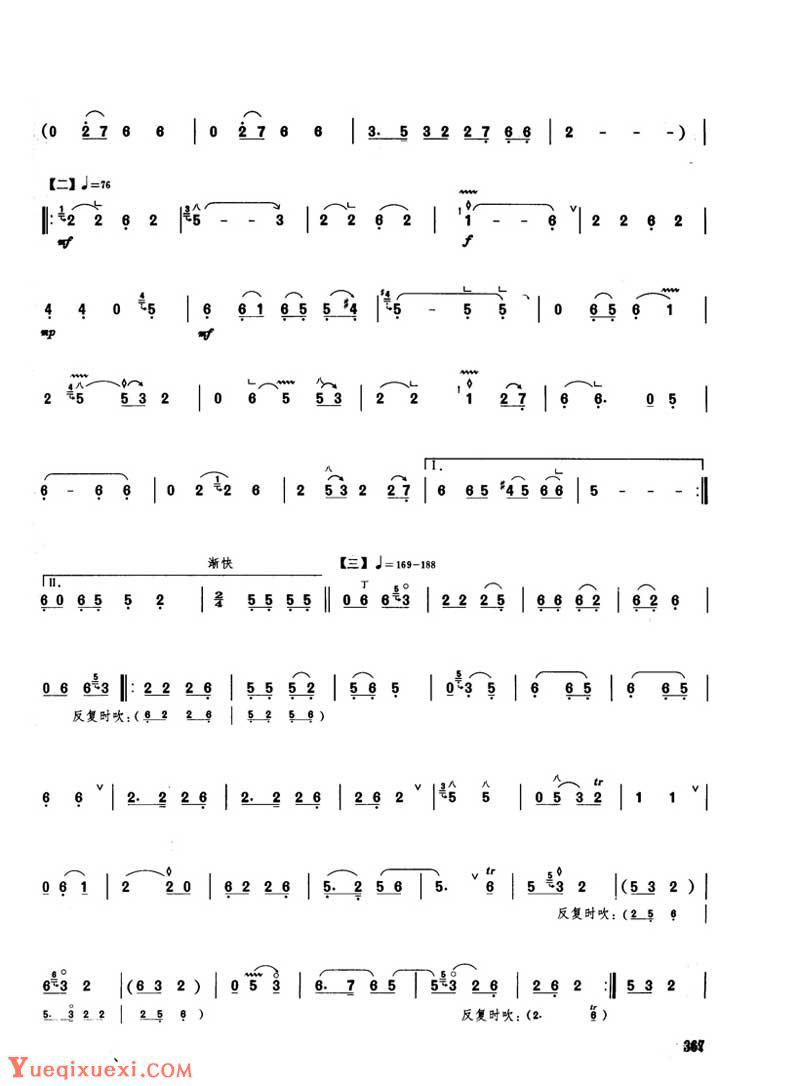 (0 2 7 6 6 | 0 2 7 6 6 | 3. 5 3 2 2 7 6 6 | 2 - - - ) |
【二】♩=76
‖: 2 2 6 2 | 5 - - 3 | 2 2 6 2 | 1 - - 6 ∨ | 2 2 6 2 |
mf f
4 4 0 5 | 6 6 1 6 5 5 #4 | 5 - 5 5 | 0 6 5 6 1 |
mp mf
2 5 5 3 2 | 0 6 5 5 3 | 2 2 1 2 7 | 6 6. 0 5 |
6 - 6 6 | 0 2 2 6 | 2 5 3 2 2 7 | I. 6 6 5 #4 5 6 6 | 5 - - - :‖
渐快 【三】♩=169-188
II. 6 0 6 5 5 2 | 2/4 5 5 5 5 ‖ 0 6 6 3 | 2 2 2 5 | 6 6 6 2 | 6 2 6 |
0 6 6 3 ‖: 2 2 2 6 | 5 5 5 2 | 5 6 5 | 0 3 5 | 6 6 5 | 6 6 5 |
反复时吹：(6 2 2 6 | 5 2 5 6 )
6 6 ∨ | 2. 2 2 6 | 2. 2 2 6 | 2 6 2 ∨ | 5 5 | 0 5 3 2 tr | 1 1 ∨ |
0 6 1 | 2 2 0 | 6 2 2 6 | 5. 2 5 6 | 5. ∨ 6 tr | 5 3 2 | (5 3 2 ) |
反复时吹：(2 5 6 |
6 3 2 | (6 3 2 ) | 0 5 3 | 6. 7 6 5 | 5 3 2 6 | 2 6 2 :‖ 5 3 2 |
5. 3 2 2 | 2 5 6 ) 反复时吹：(2. 6 tr )
367
Yueqixuexi.com